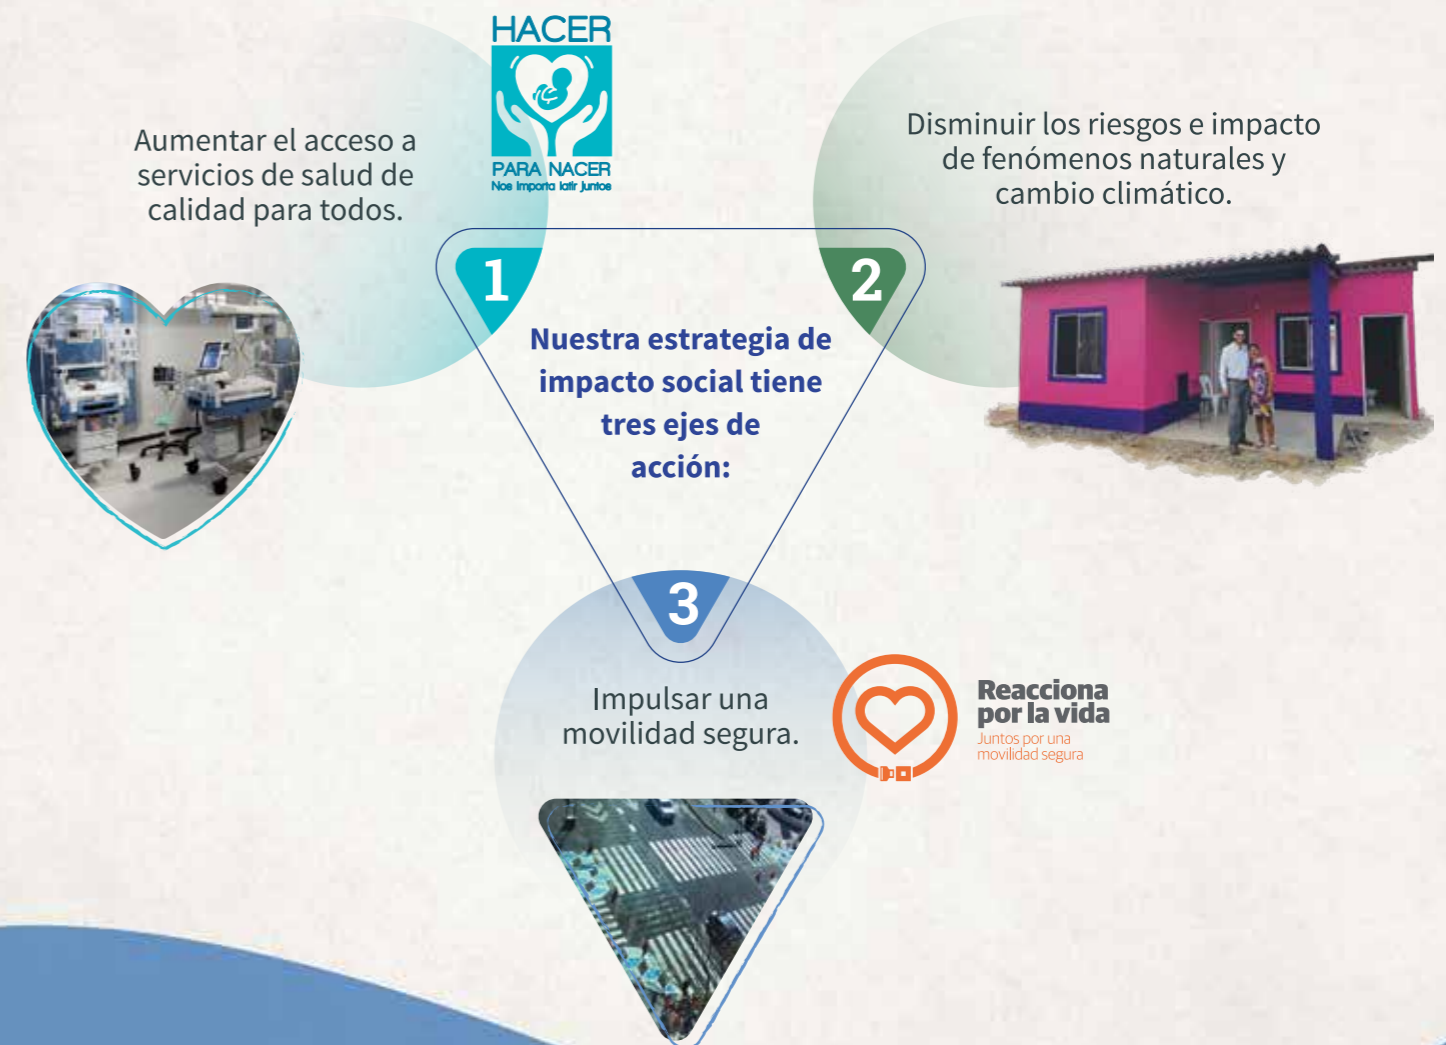 HACER
PARA NACER
Nos importa latir juntos
Aumentar el acceso a
servicios de salud de
calidad para todos.
Disminuir los riesgos e impacto
de fenómenos naturales y
cambio climático.
1
2
Nuestra estrategia de
impacto social tiene
tres ejes de
acción:
3
Impulsar una
movilidad segura.
Reacciona
por la vida
Juntos por una
movilidad segura